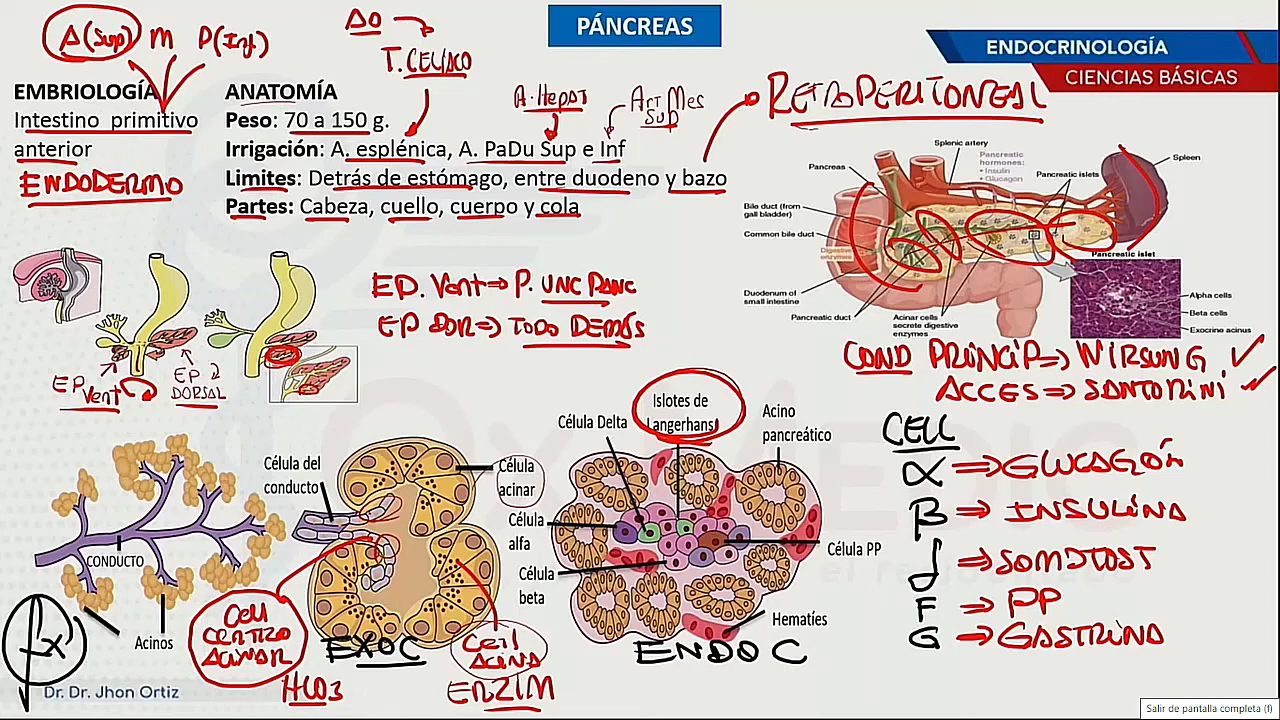 PÁNCREAS
ENDOCRINOLOGÍA
CIENCIAS BÁSICAS
A(Sup) M P(Inf)
AO
T. CELIACO
EMBRIOLOGÍA
Intestino primitivo
anterior
ENDODERMO
ANATOMÍA
Peso: 70 a 150 g.
A. HepAT
Art Mes
Sup
Irrigación: A. esplénica, A. PaDu Sup e Inf
Limites: Detrás de estómago, entre duodeno y bazo
Partes: Cabeza, cuello, cuerpo y cola
RETROPERITONEAL
Splenic artery
Pancreas
Pancreatic
hormones:
• Insulin
• Glucagon
Pancreatic islets
Spleen
Bile duct (from
gall bladder)
Common bile duct
Digestive
enzymes
Duodenum of
small intestine
Pancreatic duct
Acinar cells
secrete digestive
enzymes
Pancreatic islet
Alpha cells
Beta cells
Exocrine acinus
EP. Vent ⇒ P. UNC PANC
EP DOR ⇒ TODO DEMÁS
EP Vent
EP DORSAL
COND PRINCIP ⇒ WIRSUNG
ACCES ⇒ SANTORINI
CONDUCTO
Acinos
Célula del
conducto
Célula
acinar
Cell
CENTRO
ACINAR
HCO3
EXOC
Cell
ACINA
ENZIM
Célula Delta
Islotes de
Langerhans
Acino
pancreático
Célula
alfa
Célula
beta
Célula PP
Hematíes
ENDOC
CELL
α ⇒ GLUCAGÓN
β ⇒ INSULINA
δ ⇒ SOMATOST
F ⇒ PP
G ⇒ GASTRINA
fx
Dr. Dr. Jhon Ortiz
Salir de pantalla completa (f)